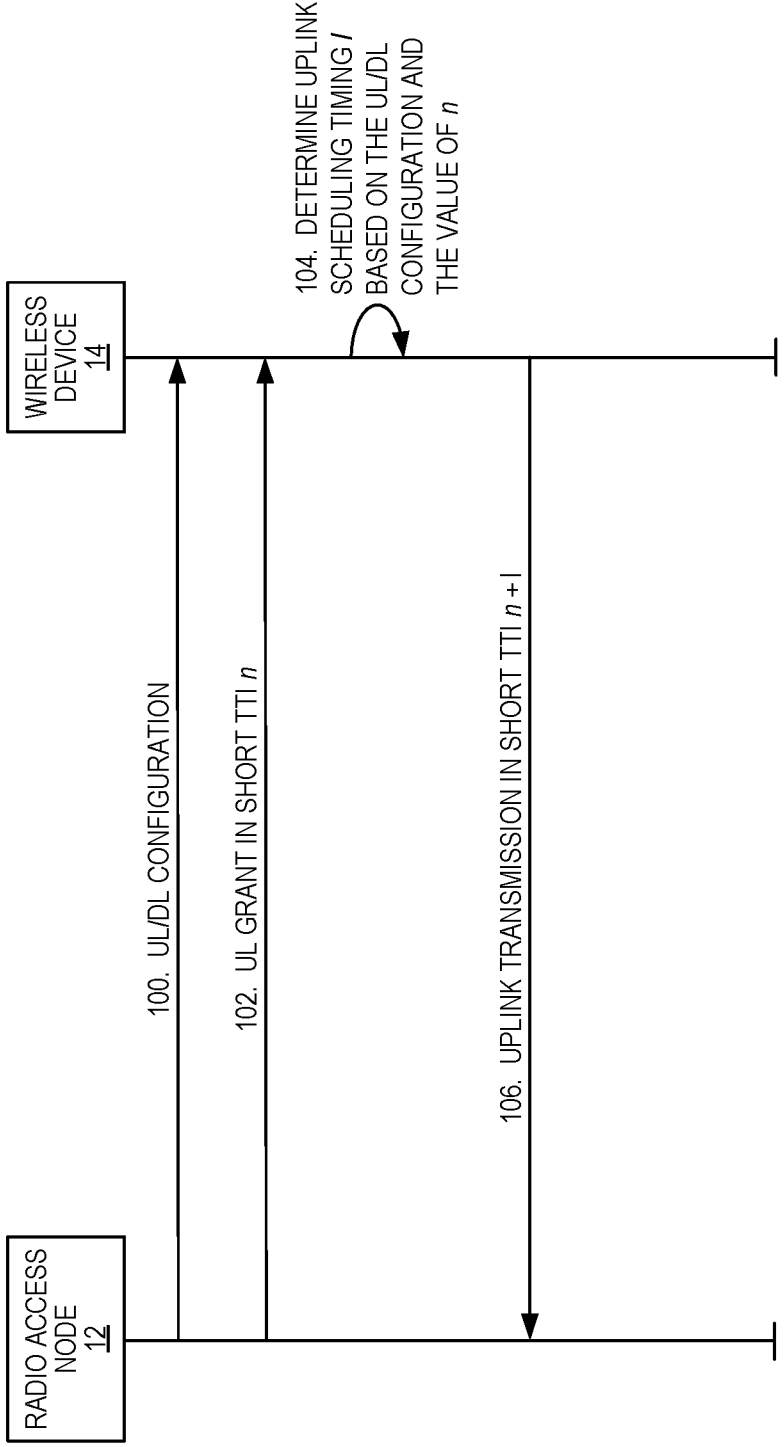 RADIO ACCESS
NODE
12
WIRELESS
DEVICE
14
100. UL/DL CONFIGURATION
102. UL GRANT IN SHORT TTI n
104. DETERMINE UPLINK
SCHEDULING TIMING l
BASED ON THE UL/DL
CONFIGURATION AND
THE VALUE OF n
106. UPLINK TRANSMISSION IN SHORT TTI n + l